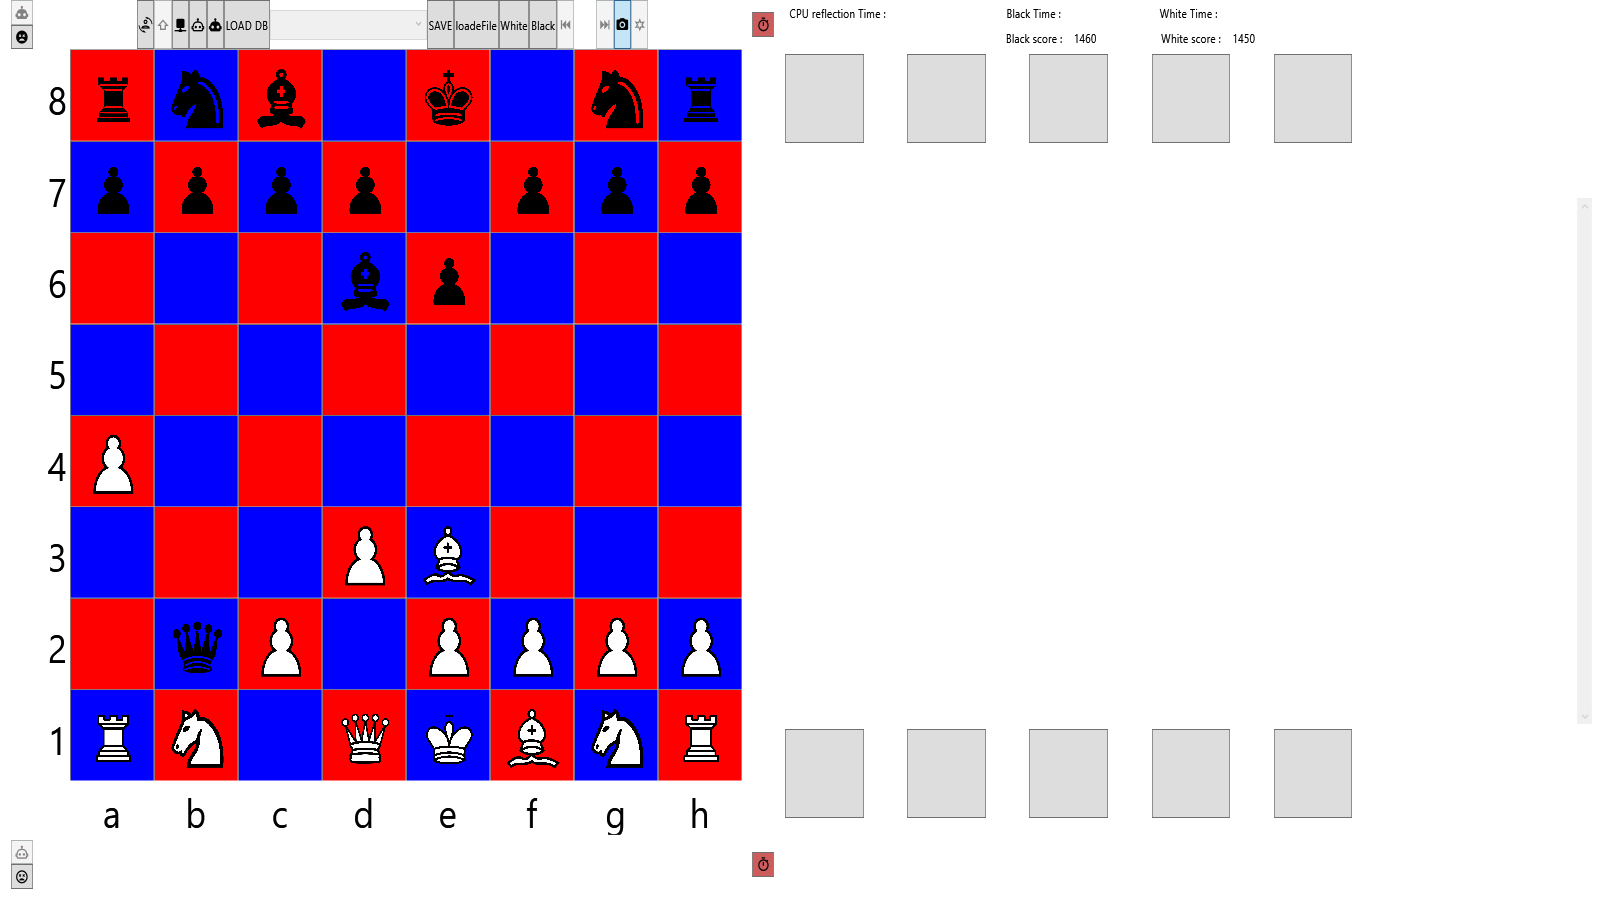 LOAD DB SAVE loadeFile White Black
CPU reflection Time : Black Time : White Time :
Black score : 1460 White score : 1450
8
7
6
5
4
3
2
1
a b c d e f g h